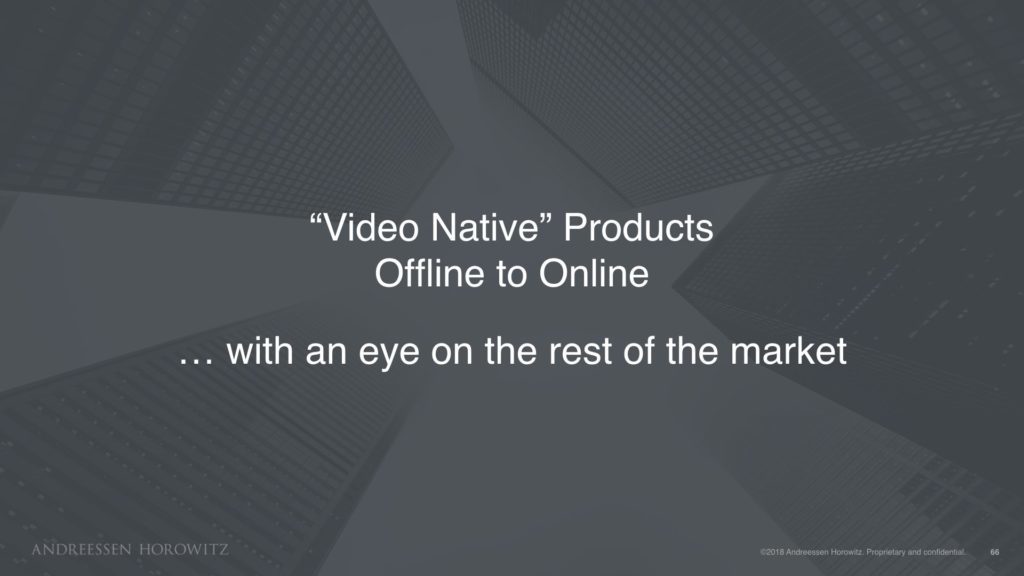 “Video Native” Products
Offline to Online
… with an eye on the rest of the market
ANDREESSEN HOROWITZ
©2018 Andreessen Horowitz. Proprietary and confidential. 66